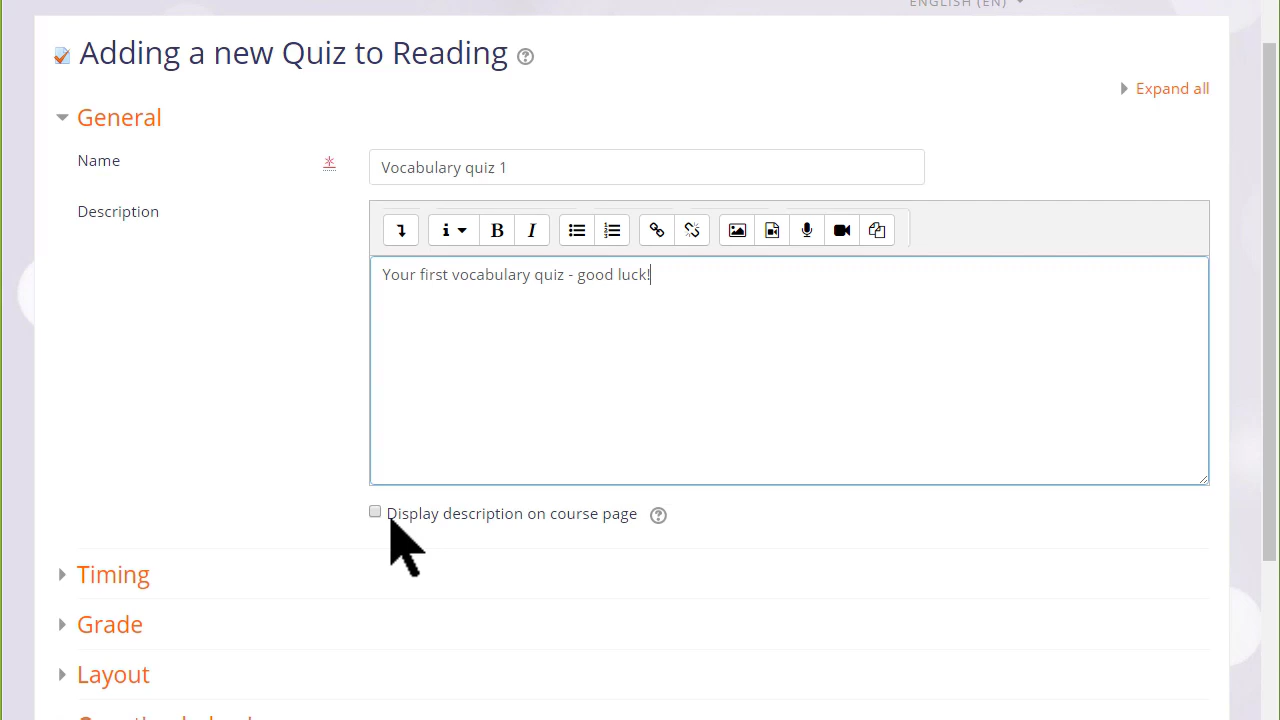 ENGLISH (EN)
Adding a new Quiz to Reading
Expand all
General
Name
Vocabulary quiz 1
Description
Your first vocabulary quiz - good luck!
Display description on course page
Timing
Grade
Layout